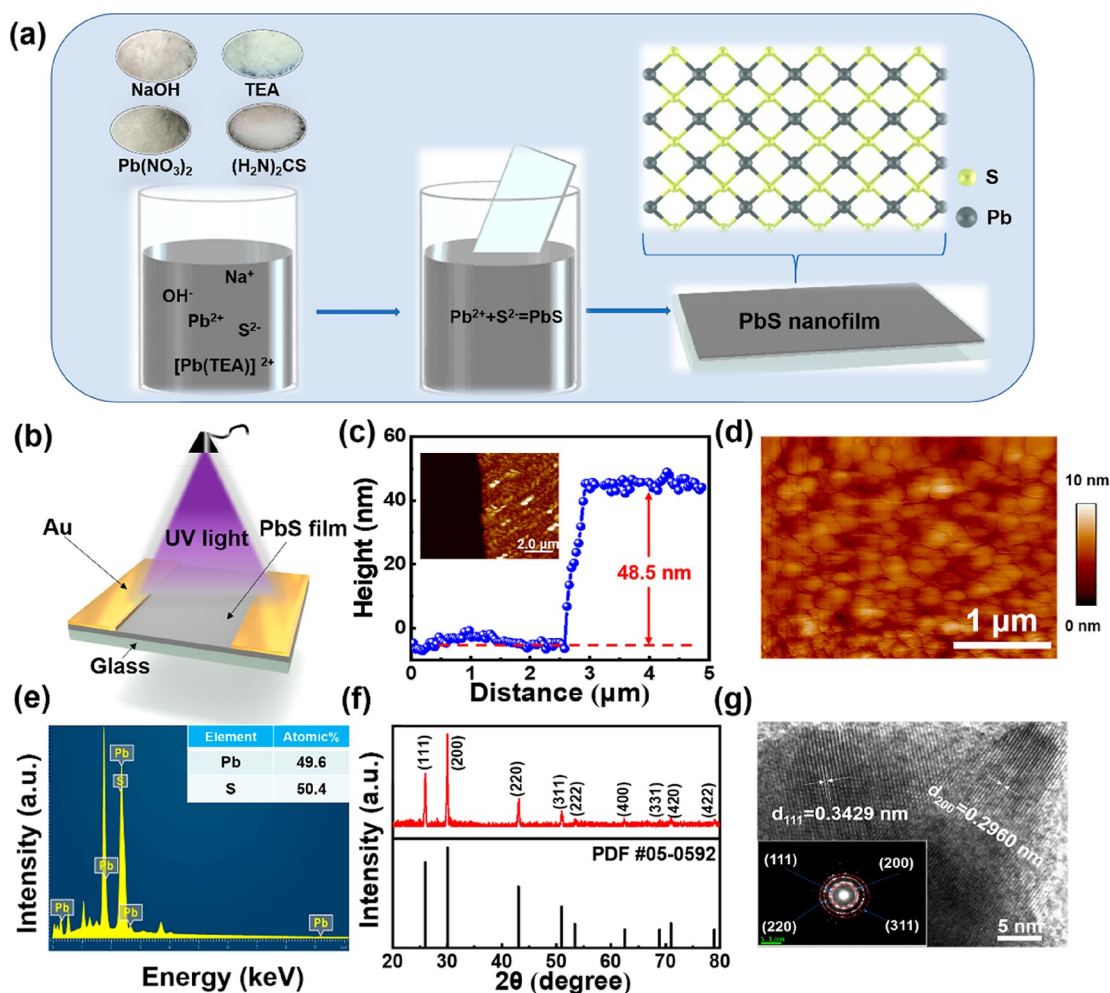 (a)
NaOH
TEA
Pb(NO₃)₂
(H₂N)₂CS
Na⁺
OH⁻
Pb²⁺
S²⁻
[Pb(TEA)] ²⁺
Pb²⁺+S²⁻=PbS
S
Pb
PbS nanofilm
(b)
Au
UV light
PbS film
Glass
(c)
Height (nm)
60
40
20
0
2.0 μm
48.5 nm
0
1
2
3
4
5
Distance (μm)
(d)
10 nm
0 nm
1 μm
(e)
Intensity (a.u.)
Element Atomic%
Pb 49.6
S 50.4
Pb
S
Pb
Pb
Pb
Pb
Energy (keV)
(f)
Intensity (a.u.)
(111)
(200)
(220)
(311)
(222)
(400)
(331)
(420)
(422)
PDF #05-0592
20 30 40 50 60 70 80
2θ (degree)
(g)
d₁₁₁=0.3429 nm
d₂₀₀=0.2960 nm
(111)
(200)
(220)
(311)
5 1/nm
5 nm